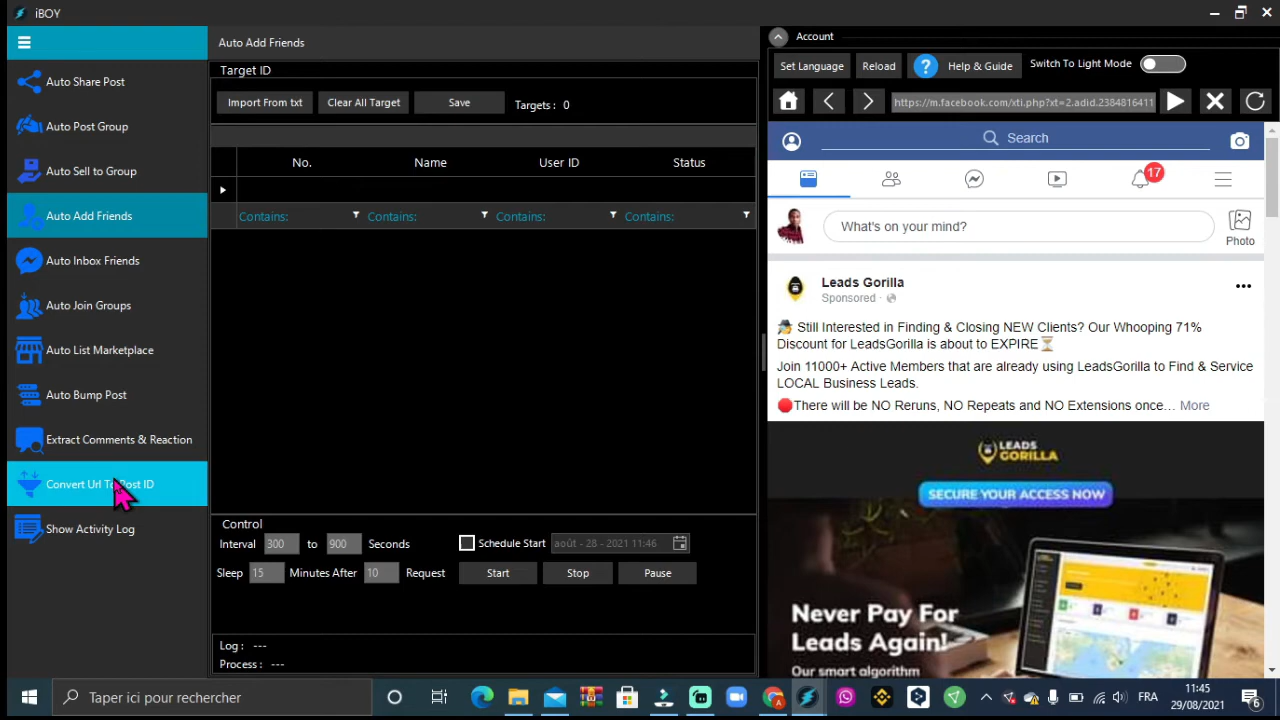 iBOY
Auto Add Friends
Account
Target ID
Set Language
Reload
? Help & Guide
Switch To Light Mode
Auto Share Post
Import From txt
Clear All Target
Save
Targets : 0
https://m.facebook.com/xti.php?xt=2.adid.2384816411
Auto Post Group
Search
No.
Name
User ID
Status
Auto Sell to Group
17
Auto Add Friends
Contains:
Contains:
Contains:
Contains:
What's on your mind?
Photo
Auto Inbox Friends
Leads Gorilla
Sponsored ·
Auto Join Groups
Still Interested in Finding & Closing NEW Clients? Our Whooping 71%
Discount for LeadsGorilla is about to EXPIRE
Auto List Marketplace
Join 11000+ Active Members that are already using LeadsGorilla to Find & Service
LOCAL Business Leads.
Auto Bump Post
There will be NO Reruns, NO Repeats and NO Extensions once… More
Extract Comments & Reaction
LEADS
GORILLA
Convert Url To Post ID
SECURE YOUR ACCESS NOW
Show Activity Log
Control
Interval 300 to 900 Seconds
Schedule Start
août - 28 - 2021 11:46
Sleep 15 Minutes After 10 Request
Start
Stop
Pause
Never Pay For
Leads Again!
Our smart algorithm
Log : ---
Process : ---
Taper ici pour rechercher
FRA
11:45
29/08/2021
6